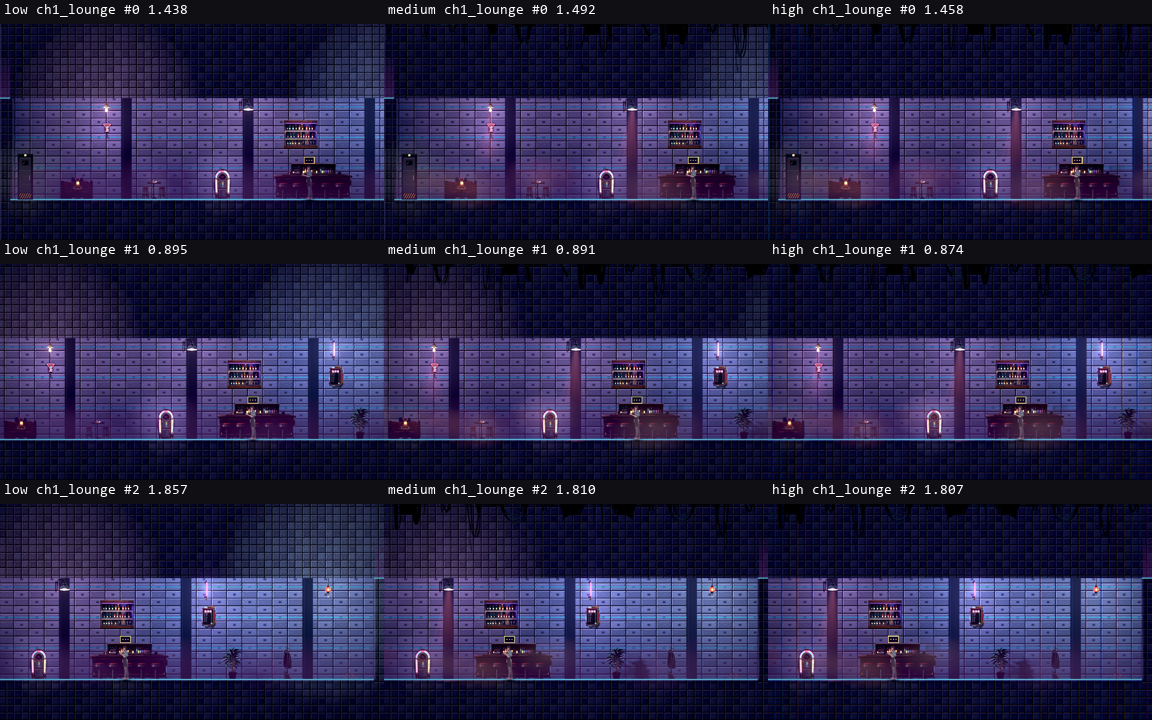 low ch1_lounge #0 1.438
medium ch1_lounge #0 1.492
high ch1_lounge #0 1.458
low ch1_lounge #1 0.895
medium ch1_lounge #1 0.891
high ch1_lounge #1 0.874
low ch1_lounge #2 1.857
medium ch1_lounge #2 1.810
high ch1_lounge #2 1.807